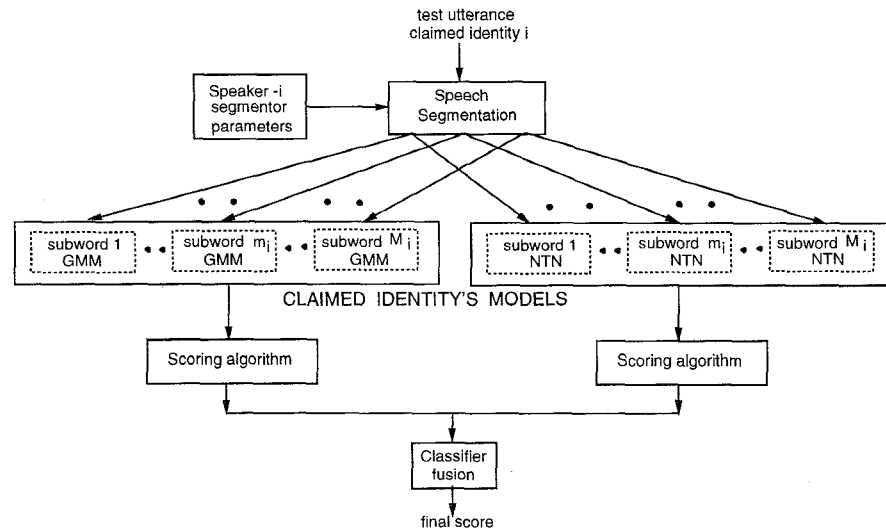 test utterance
claimed identity i
Speaker -i
segmentor
parameters
Speech
Segmentation
subword 1
GMM
subword mi
GMM
subword Mi
GMM
subword 1
NTN
subword mi
NTN
subword Mi
NTN
CLAIMED IDENTITY'S MODELS
Scoring algorithm
Scoring algorithm
Classifier
fusion
final score